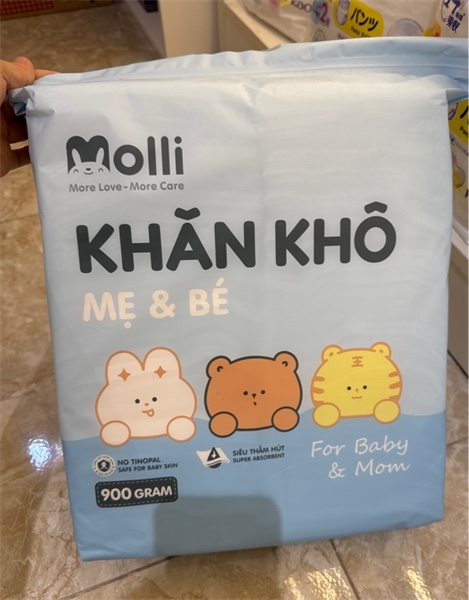 Molli
More Love - More Care
KHĂN KHÔ
MẸ & BÉ
NO TINOPAL
SAFE FOR BABY SKIN
SIÊU THẤM HÚT
SUPER ABSORBENT
For Baby
& Mom
900 GRAM
パンツ